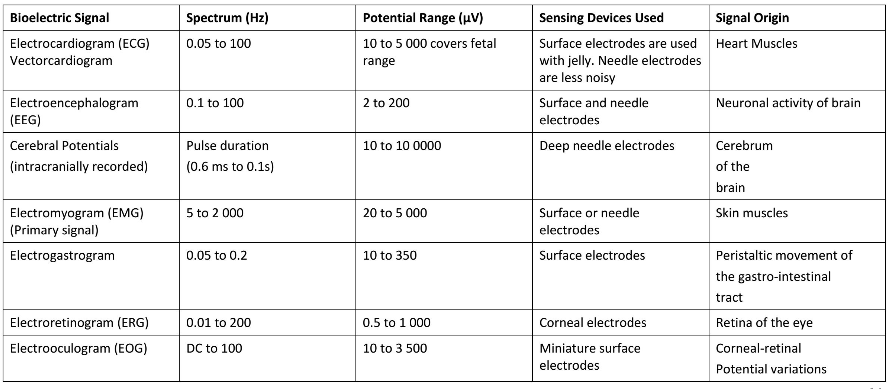 Bioelectric Signal Spectrum (Hz) Potential Range (µV) Sensing Devices Used Signal Origin
Electrocardiogram (ECG) 0.05 to 100 10 to 5 000 covers fetal Surface electrodes are used Heart Muscles
Vectorcardiogram range with jelly. Needle electrodes
are less noisy
Electroencephalogram 0.1 to 100 2 to 200 Surface and needle Neuronal activity of brain
(EEG) electrodes
Cerebral Potentials Pulse duration 10 to 10 0000 Deep needle electrodes Cerebrum
(intracranially recorded) (0.6 ms to 0.1s) of the
brain
Electromyogram (EMG) 5 to 2 000 20 to 5 000 Surface or needle Skin muscles
(Primary signal) electrodes
Electrogastrogram 0.05 to 0.2 10 to 350 Surface electrodes Peristaltic movement of
the gastro-intestinal
tract
Electroretinogram (ERG) 0.01 to 200 0.5 to 1 000 Corneal electrodes Retina of the eye
Electrooculogram (EOG) DC to 100 10 to 3 500 Miniature surface Corneal-retinal
electrodes Potential variations